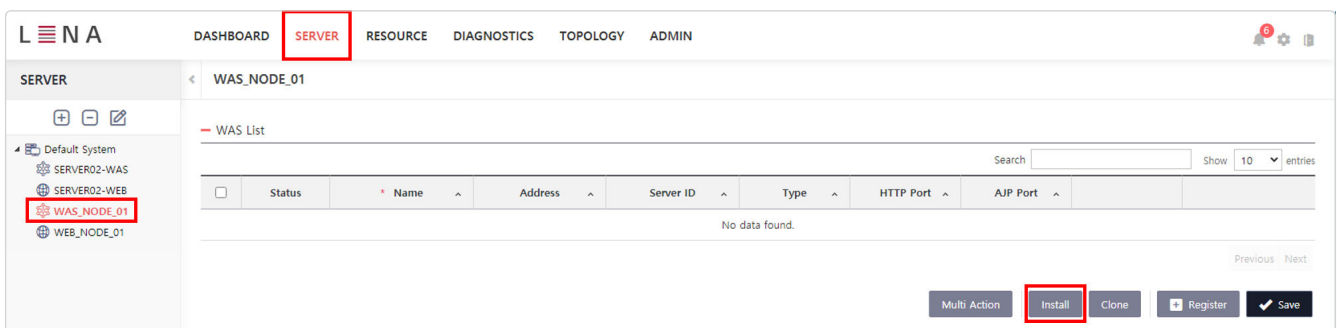 LENA
DASHBOARD SERVER RESOURCE DIAGNOSTICS TOPOLOGY ADMIN
6
SERVER
WAS_NODE_01
Default System
SERVER02-WAS
SERVER02-WEB
WAS_NODE_01
WEB_NODE_01
WAS List
Search Show 10 entries
Status * Name Address Server ID Type HTTP Port AJP Port
No data found.
Previous Next
Multi Action Install Clone Register Save